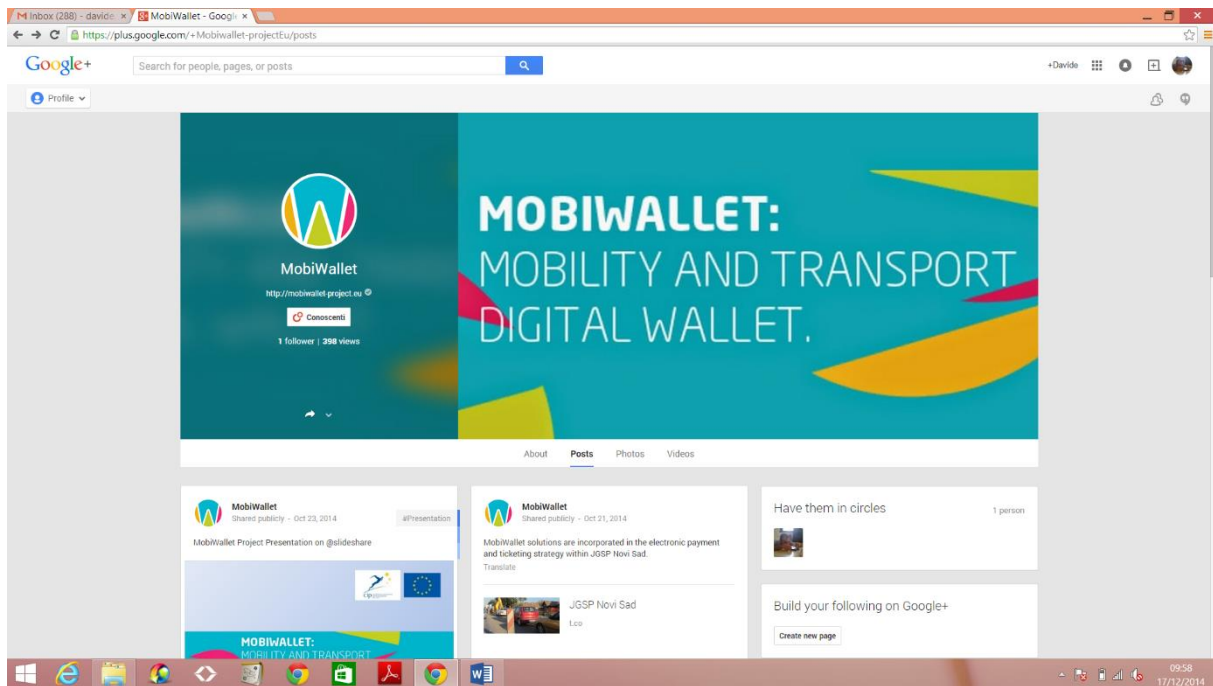 Inbox (288) - davide
MobiWallet - Google
https://plus.google.com/+Mobiwallet-projectEu/posts
Google+
Search for people, pages, or posts
+Davide
Profile
MobiWallet
http://mobiwallet-project.eu
Conoscenti
1 follower | 398 views
MOBIWALLET:
MOBILITY AND TRANSPORT
DIGITAL WALLET.
About Posts Photos Videos
MobiWallet
Shared publicly - Oct 23, 2014
#Presentation
MobiWallet Project Presentation on @slideshare
MOBIWALLET:
MOBILITY AND TRANSPORT
MobiWallet
Shared publicly - Oct 21, 2014
MobiWallet solutions are incorporated in the electronic payment
and ticketing strategy within JGSP Novi Sad.
Translate
JGSP Novi Sad
t.co
Have them in circles
1 person
Build your following on Google+
Create new page
09:58
17/12/2014